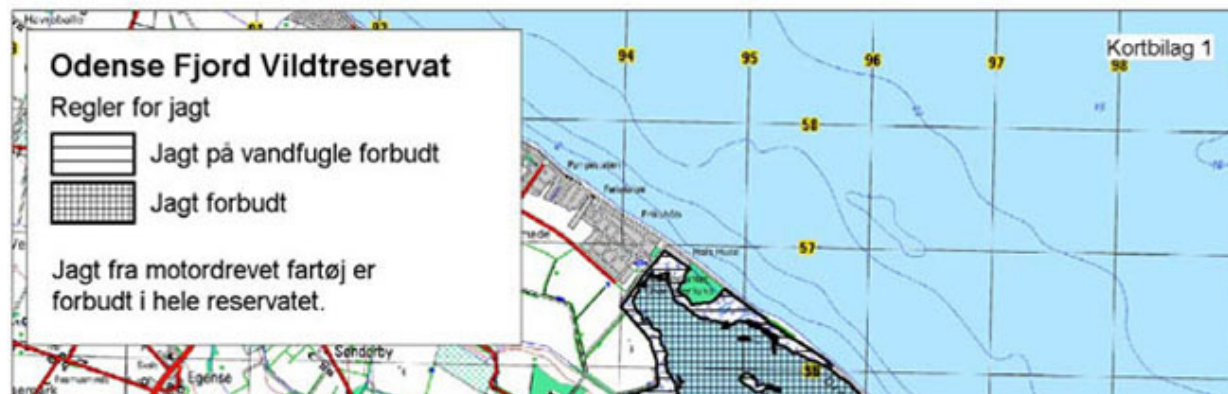 Odense Fjord Vildtreservat
Regler for jagt
Jagt på vandfugle forbudt
Jagt forbudt
Jagt fra motordrevet fartøj er
forbudt i hele reservatet.
Kortbilag 1
94
95
96
97
98
58
57
Sønderby
Egense